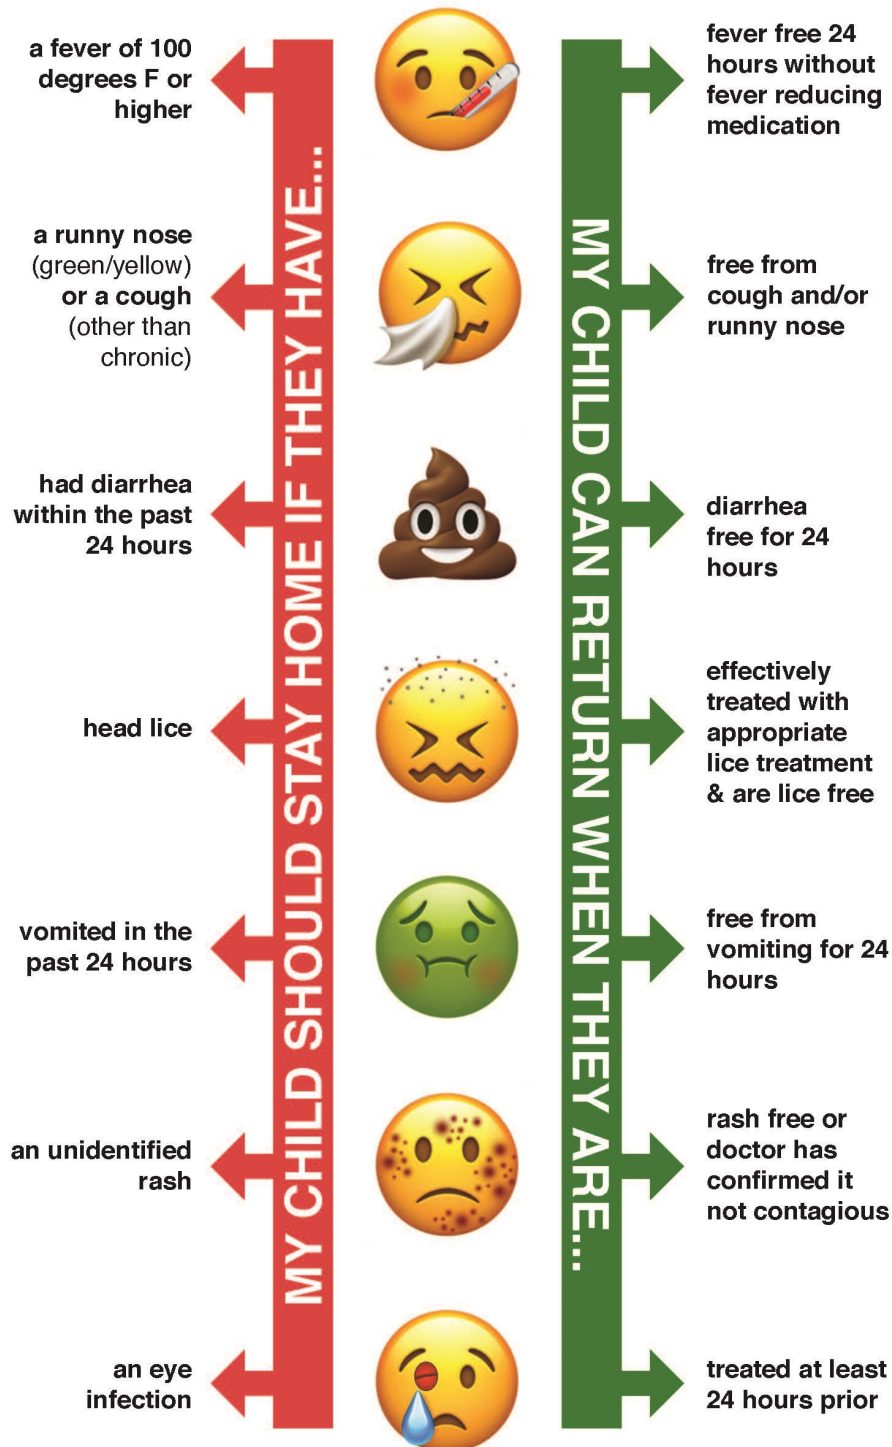 MY CHILD SHOULD STAY HOME IF THEY HAVE...
a fever of 100
degrees F or
higher
a runny nose
(green/yellow)
or a cough
(other than
chronic)
had diarrhea
within the past
24 hours
head lice
vomited in the
past 24 hours
an unidentified
rash
an eye
infection
MY CHILD CAN RETURN WHEN THEY ARE...
fever free 24
hours without
fever reducing
medication
free from
cough and/or
runny nose
diarrhea
free for 24
hours
effectively
treated with
appropriate
lice treatment
& are lice free
free from
vomiting for 24
hours
rash free or
doctor has
confirmed it
not contagious
treated at least
24 hours prior